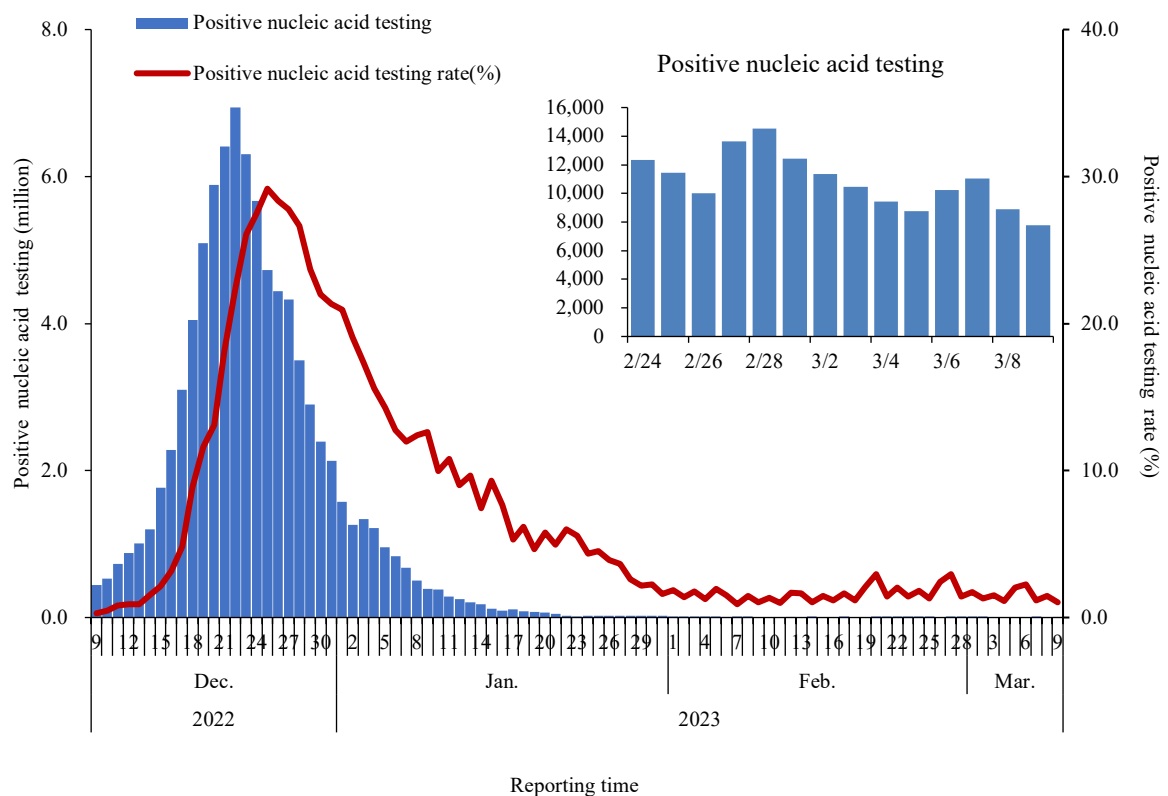 Positive nucleic acid testing
Positive nucleic acid testing rate(%)
Positive nucleic acid testing (million)
8.0
6.0
4.0
2.0
0.0
Positive nucleic acid testing
16,000
14,000
12,000
10,000
8,000
6,000
4,000
2,000
0
2/24 2/26 2/28 3/2 3/4 3/6 3/8
40.0
30.0
20.0
10.0
0.0
Positive nucleic acid testing rate (%)
9 12 15 18 21 24 27 30 2 5 8 11 14 17 20 23 26 29 1 4 7 10 13 16 19 22 25 28 3 6 9
Dec. Jan. Feb. Mar.
2022 2023
Reporting time